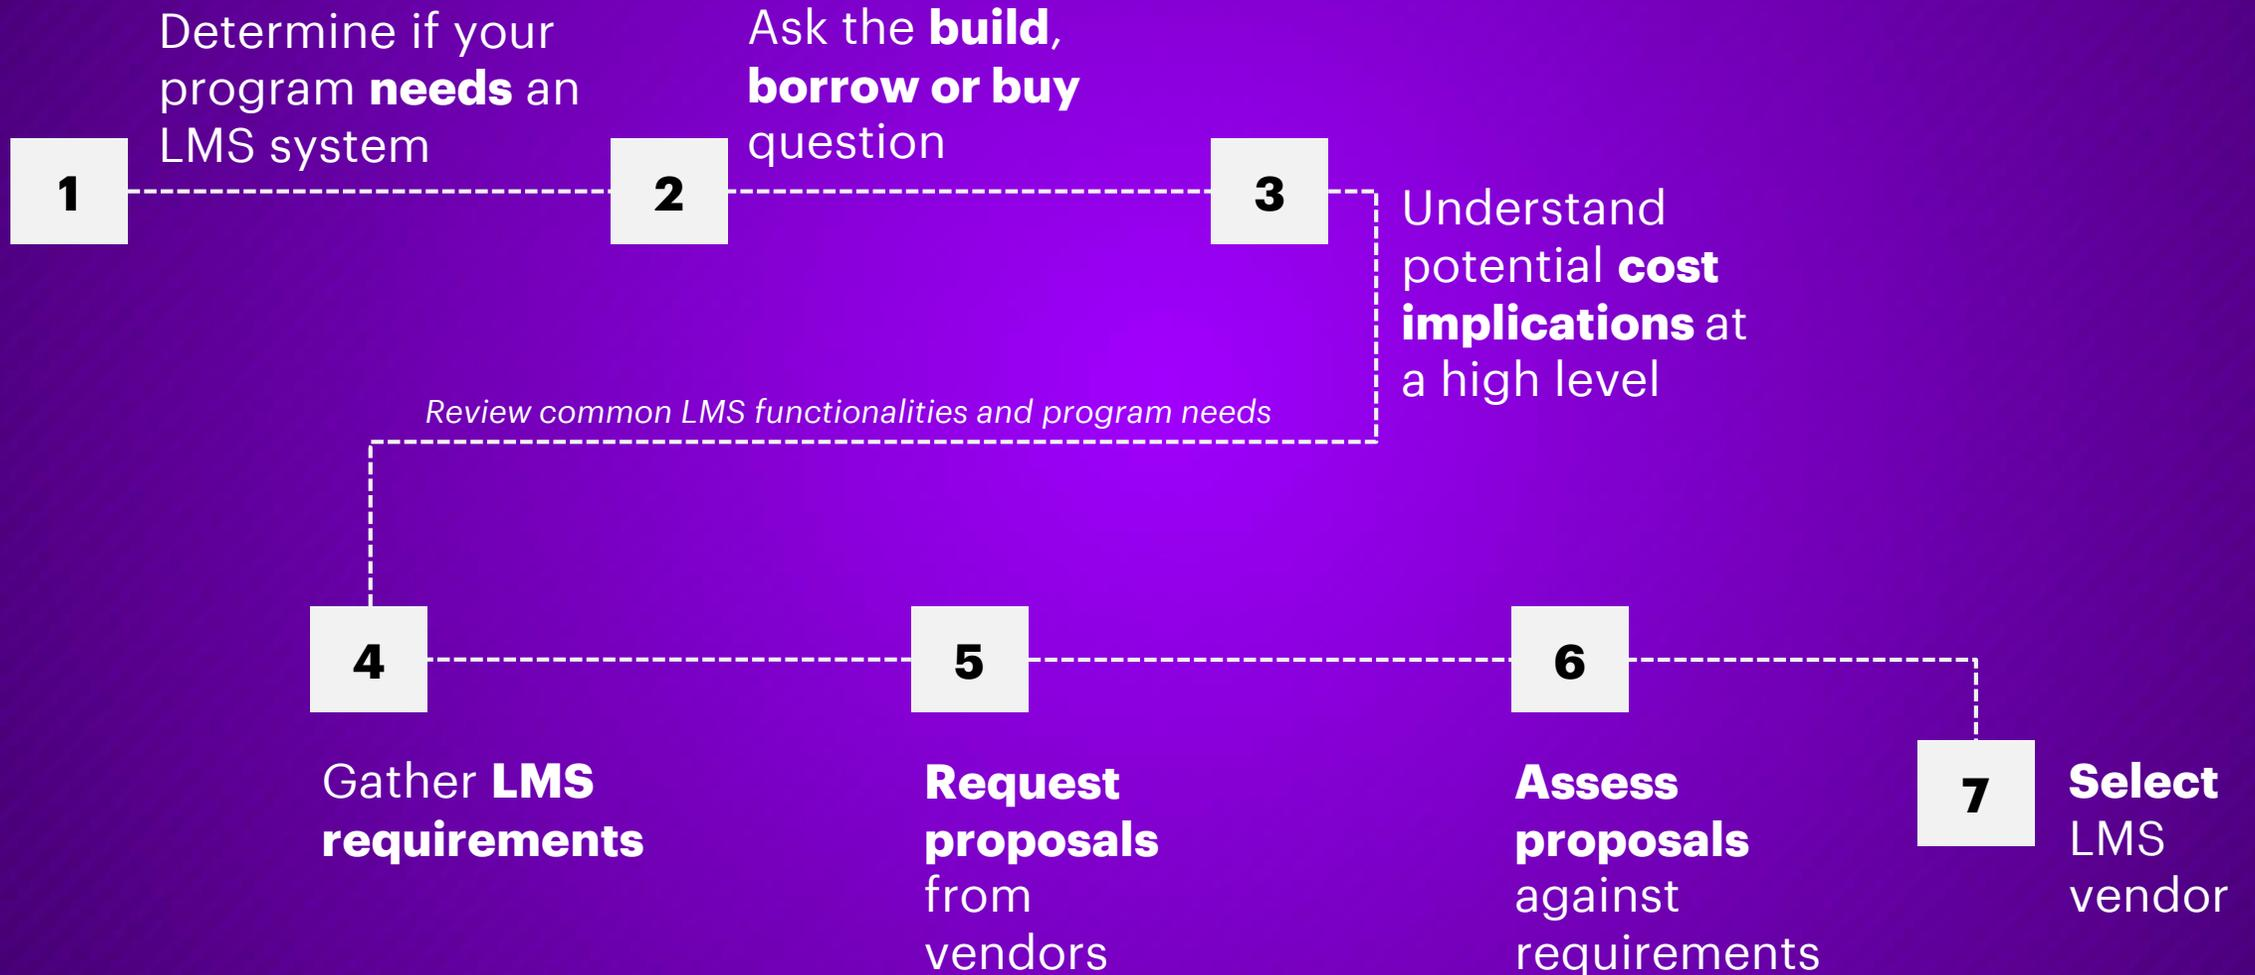 1
Determine if your
program needs an
LMS system
2
Ask the build,
borrow or buy
question
3
Understand
potential cost
implications at
a high level
Review common LMS functionalities and program needs
4
Gather LMS
requirements
5
Request
proposals
from
vendors
6
Assess
proposals
against
requirements
7
Select
LMS
vendor